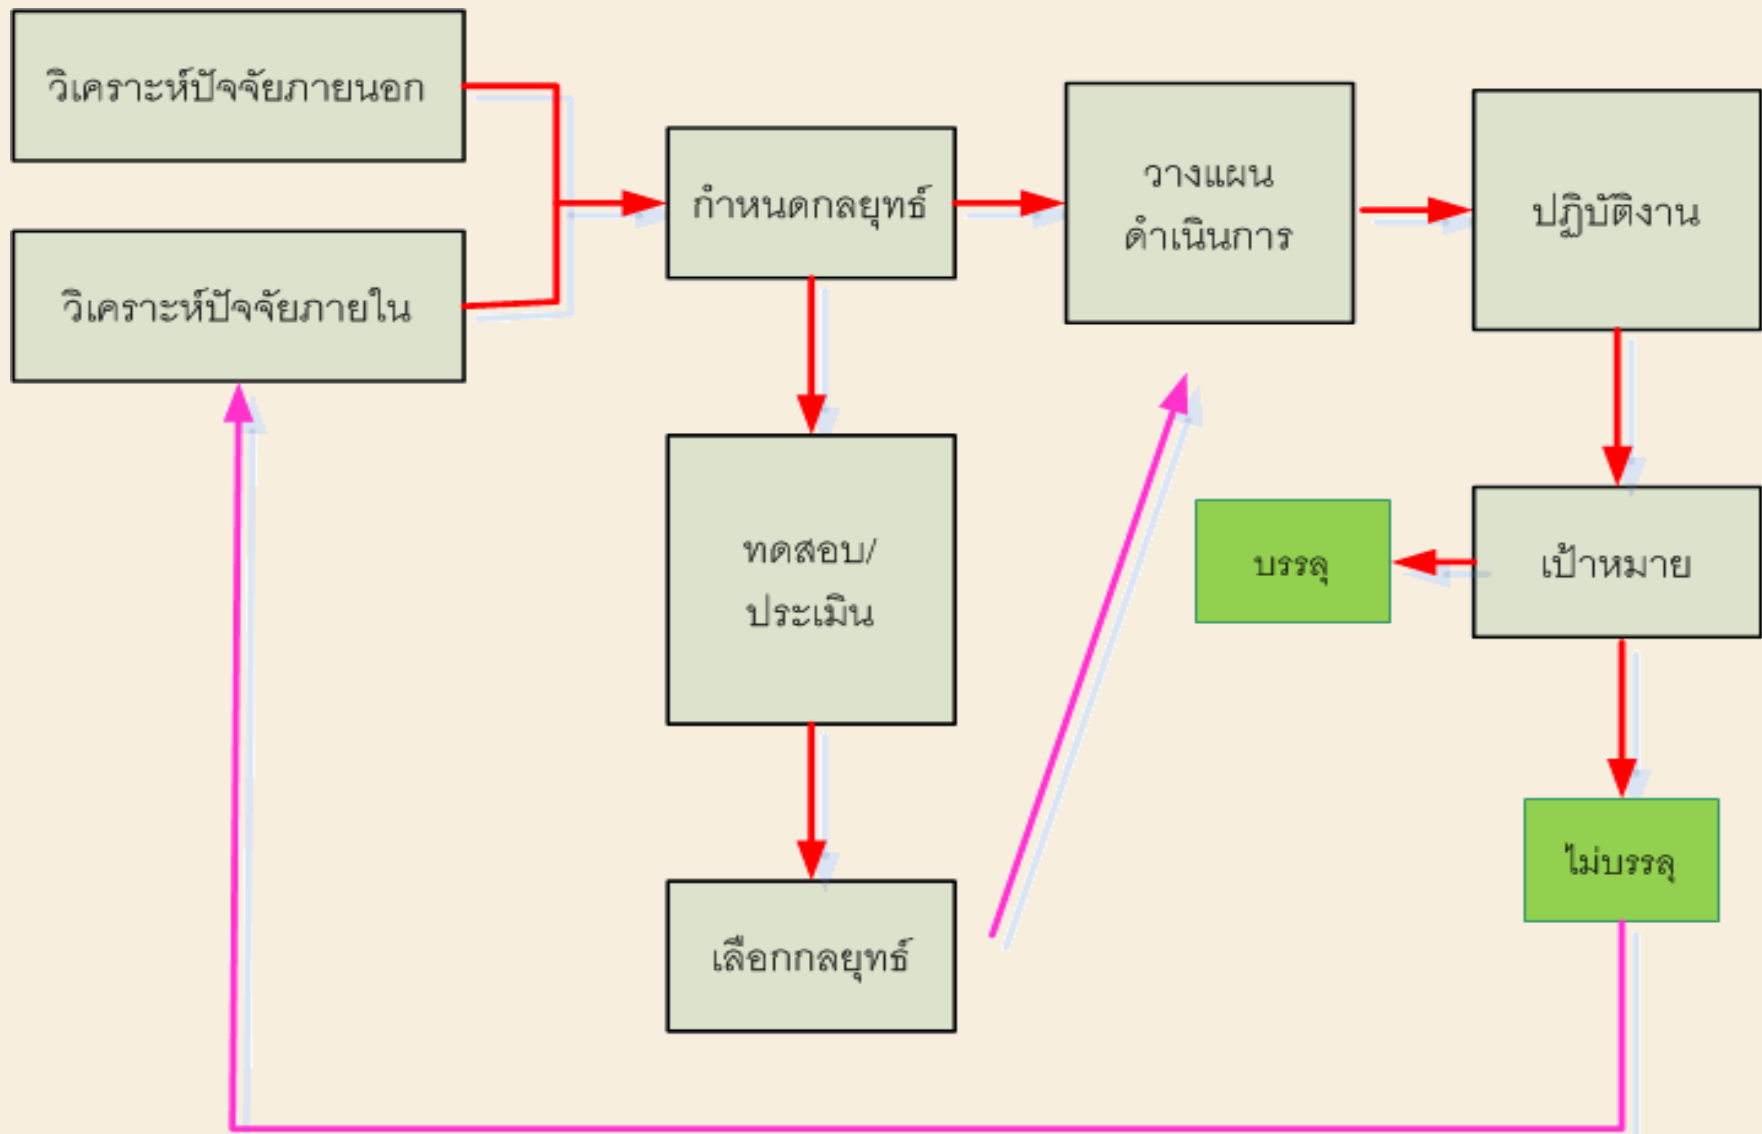 วิเคราะห์ปัจจัยภายนอก
วิเคราะห์ปัจจัยภายใน
กำหนดกลยุทธ์
วางแผน
ดำเนินการ
ปฏิบัติงาน
ทดสอบ/
ประเมิน
บรรลุ
เป้าหมาย
ไม่บรรลุ
เลือกกลยุทธ์